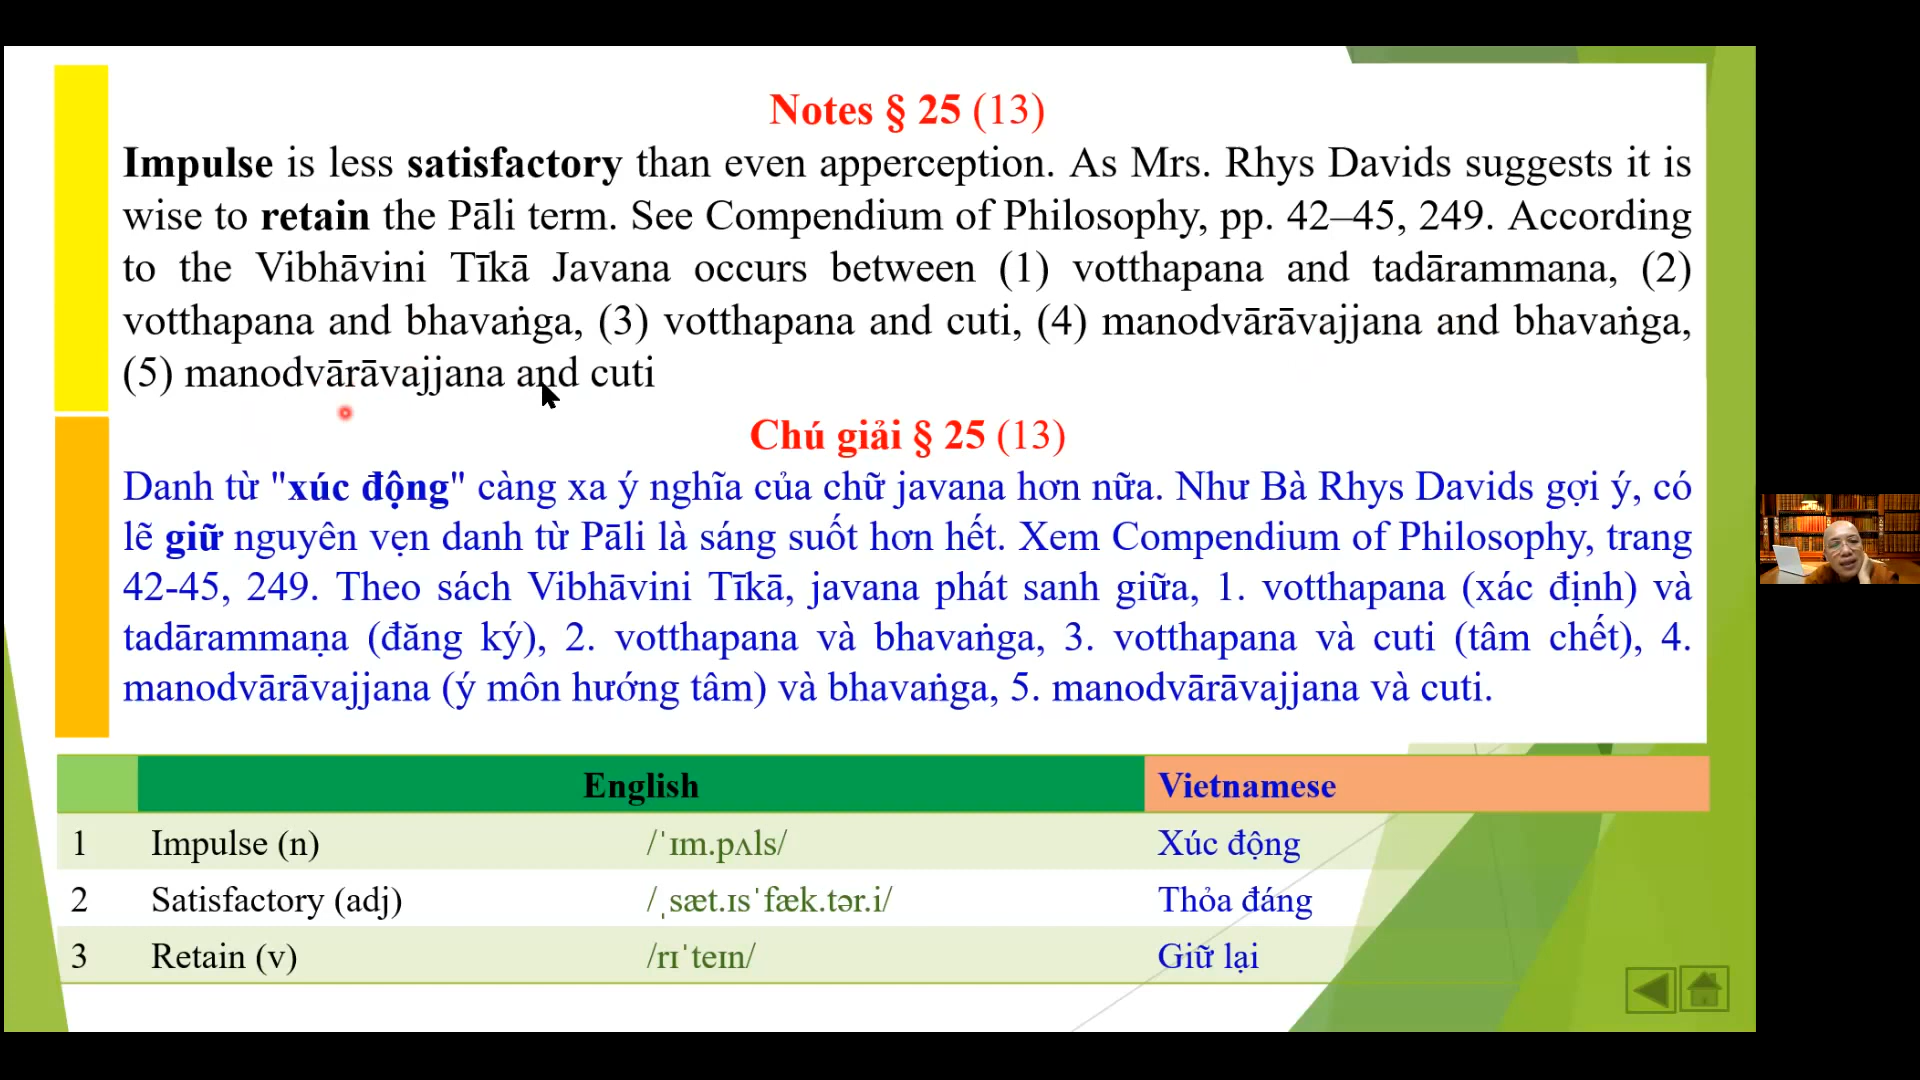 Notes § 25 (13)
Impulse is less satisfactory than even apperception. As Mrs. Rhys Davids suggests it is
wise to retain the Pāli term. See Compendium of Philosophy, pp. 42–45, 249. According
to the Vibhāvini Tīkā Javana occurs between (1) votthapana and tadārammana, (2)
votthapana and bhavaṅga, (3) votthapana and cuti, (4) manodvārāvajjana and bhavaṅga,
(5) manodvārāvajjana and cuti
Chú giải § 25 (13)
Danh từ "xúc động" càng xa ý nghĩa của chữ javana hơn nữa. Như Bà Rhys Davids gợi ý, có
lẽ giữ nguyên vẹn danh từ Pāli là sáng suốt hơn hết. Xem Compendium of Philosophy, trang
42-45, 249. Theo sách Vibhāvini Tīkā, javana phát sanh giữa, 1. votthapana (xác định) và
tadārammaṇa (đăng ký), 2. votthapana và bhavaṅga, 3. votthapana và cuti (tâm chết), 4.
manodvārāvajjana (ý môn hướng tâm) và bhavaṅga, 5. manodvārāvajjana và cuti.
English Vietnamese
1 Impulse (n) /ˈɪm.pʌls/ Xúc động
2 Satisfactory (adj) /ˌsæt.ɪsˈfæk.tər.i/ Thỏa đáng
3 Retain (v) /rɪˈteɪn/ Giữ lại